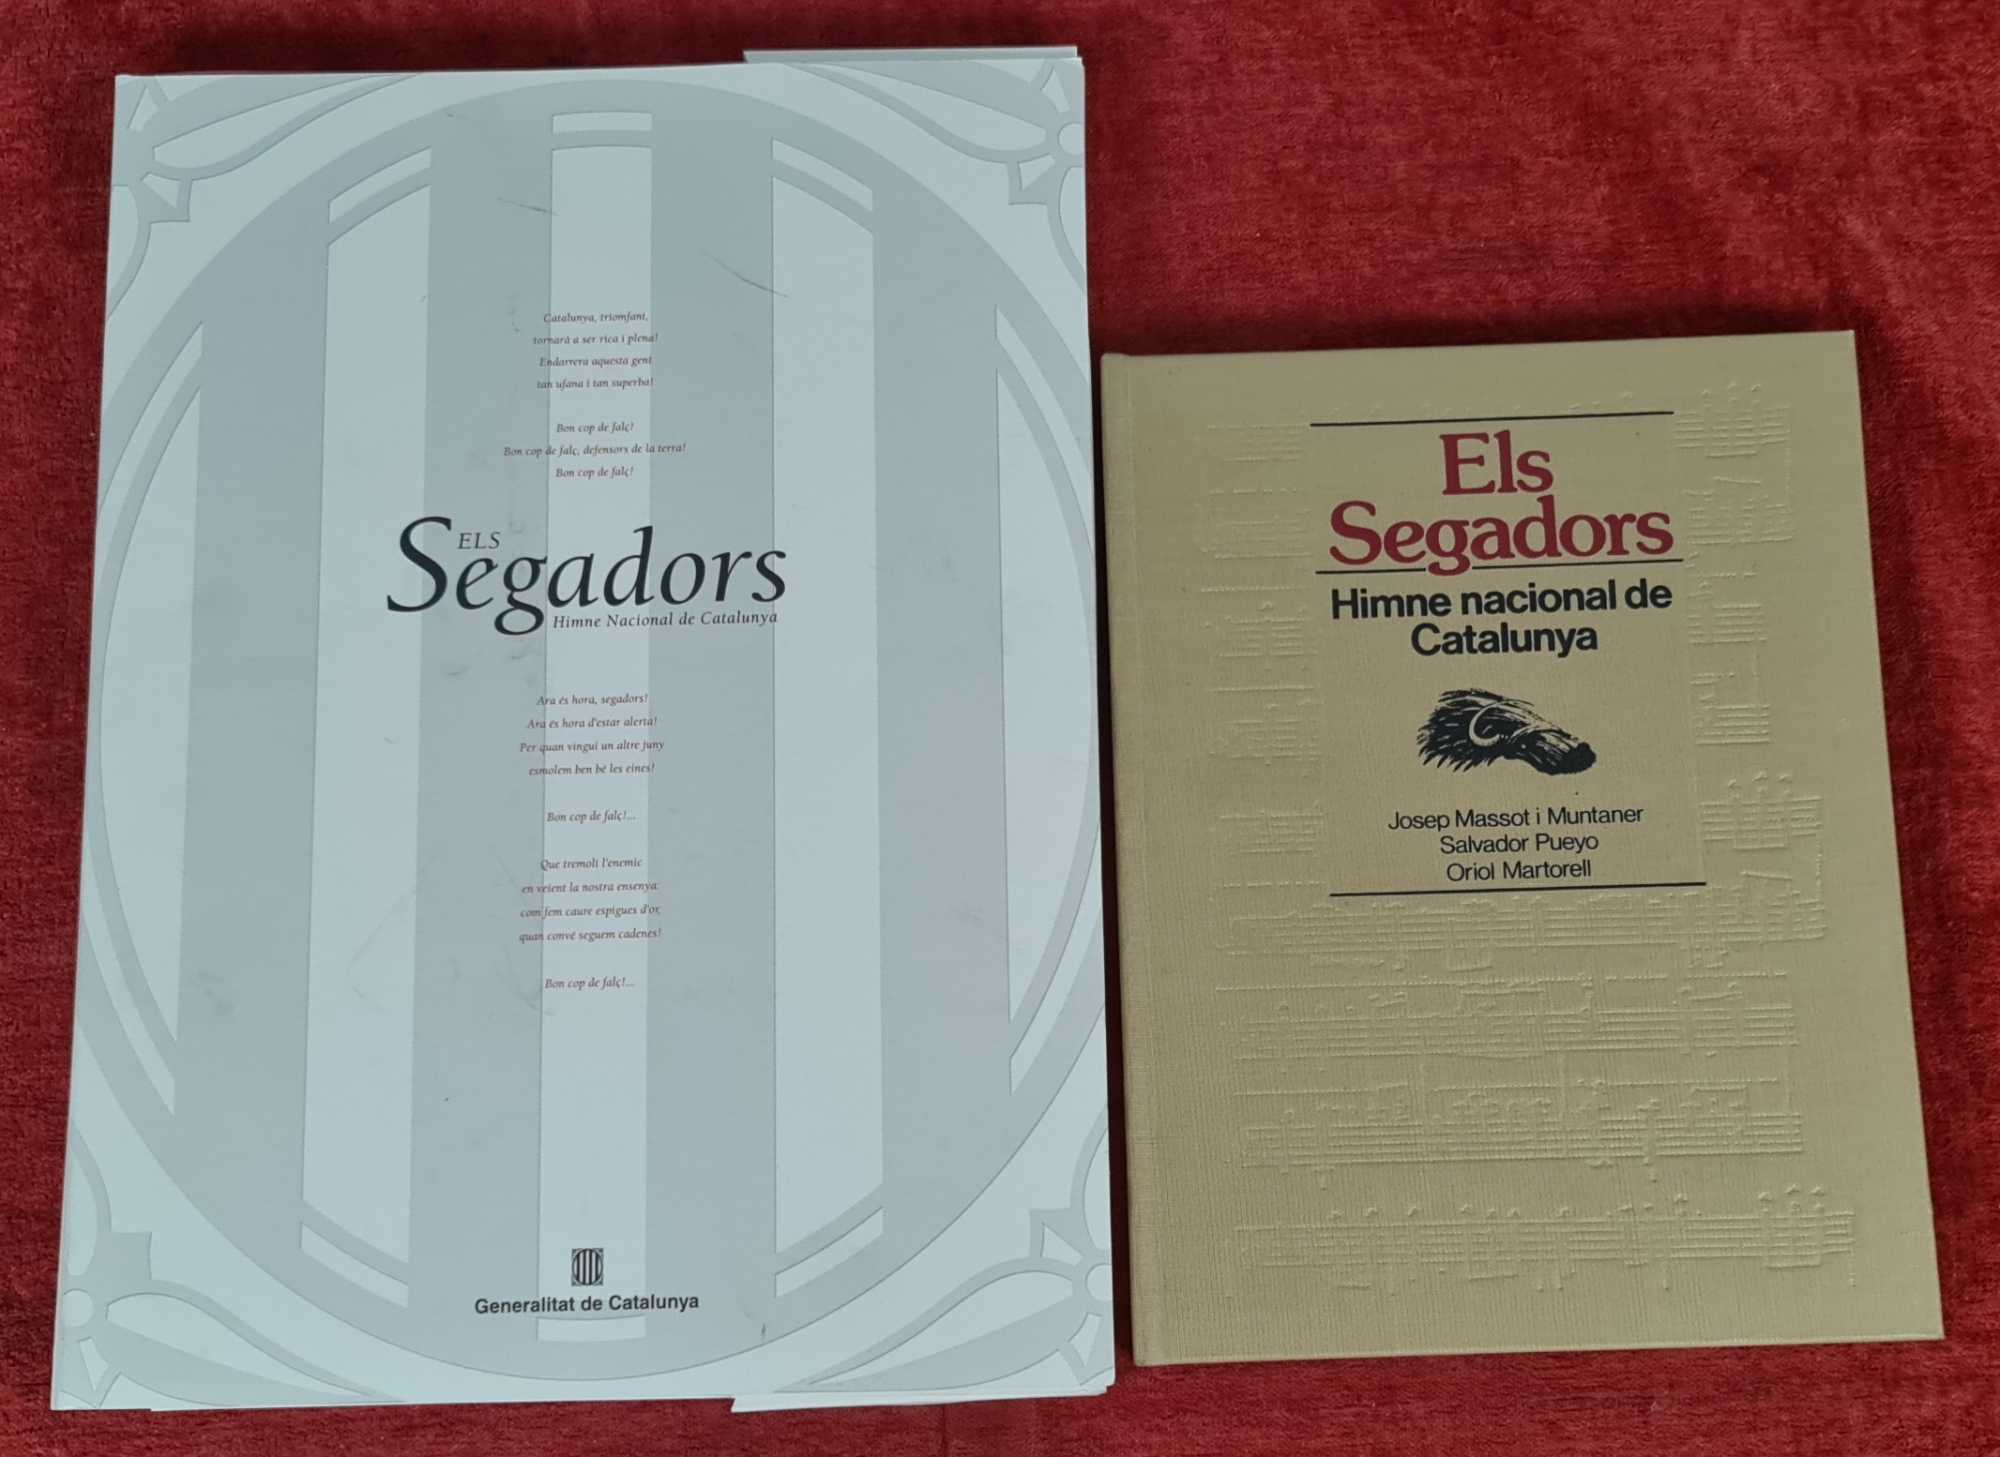 Catalunya, triomfant,
tornarà a ser rica i plena!
Endarrera aquesta gent
tan ufana i tan superba!
Bon cop de falç!
Bon cop de falç, defensors de la terra!
Bon cop de falç!
ELS
Segadors
Himne Nacional de Catalunya
Ara és hora, segadors!
Ara és hora d'estar alerta!
Per quan vingui un altre juny
esmolem ben bé les eines!
Bon cop de falç!...
Que tremoli l'enemic
en veient la nostra ensenya:
com fem caure espigues d'or,
quan convé seguem cadenes!
Bon cop de falç!...
Generalitat de Catalunya
Els
Segadors
Himne nacional de
Catalunya
Josep Massot i Muntaner
Salvador Pueyo
Oriol Martorell